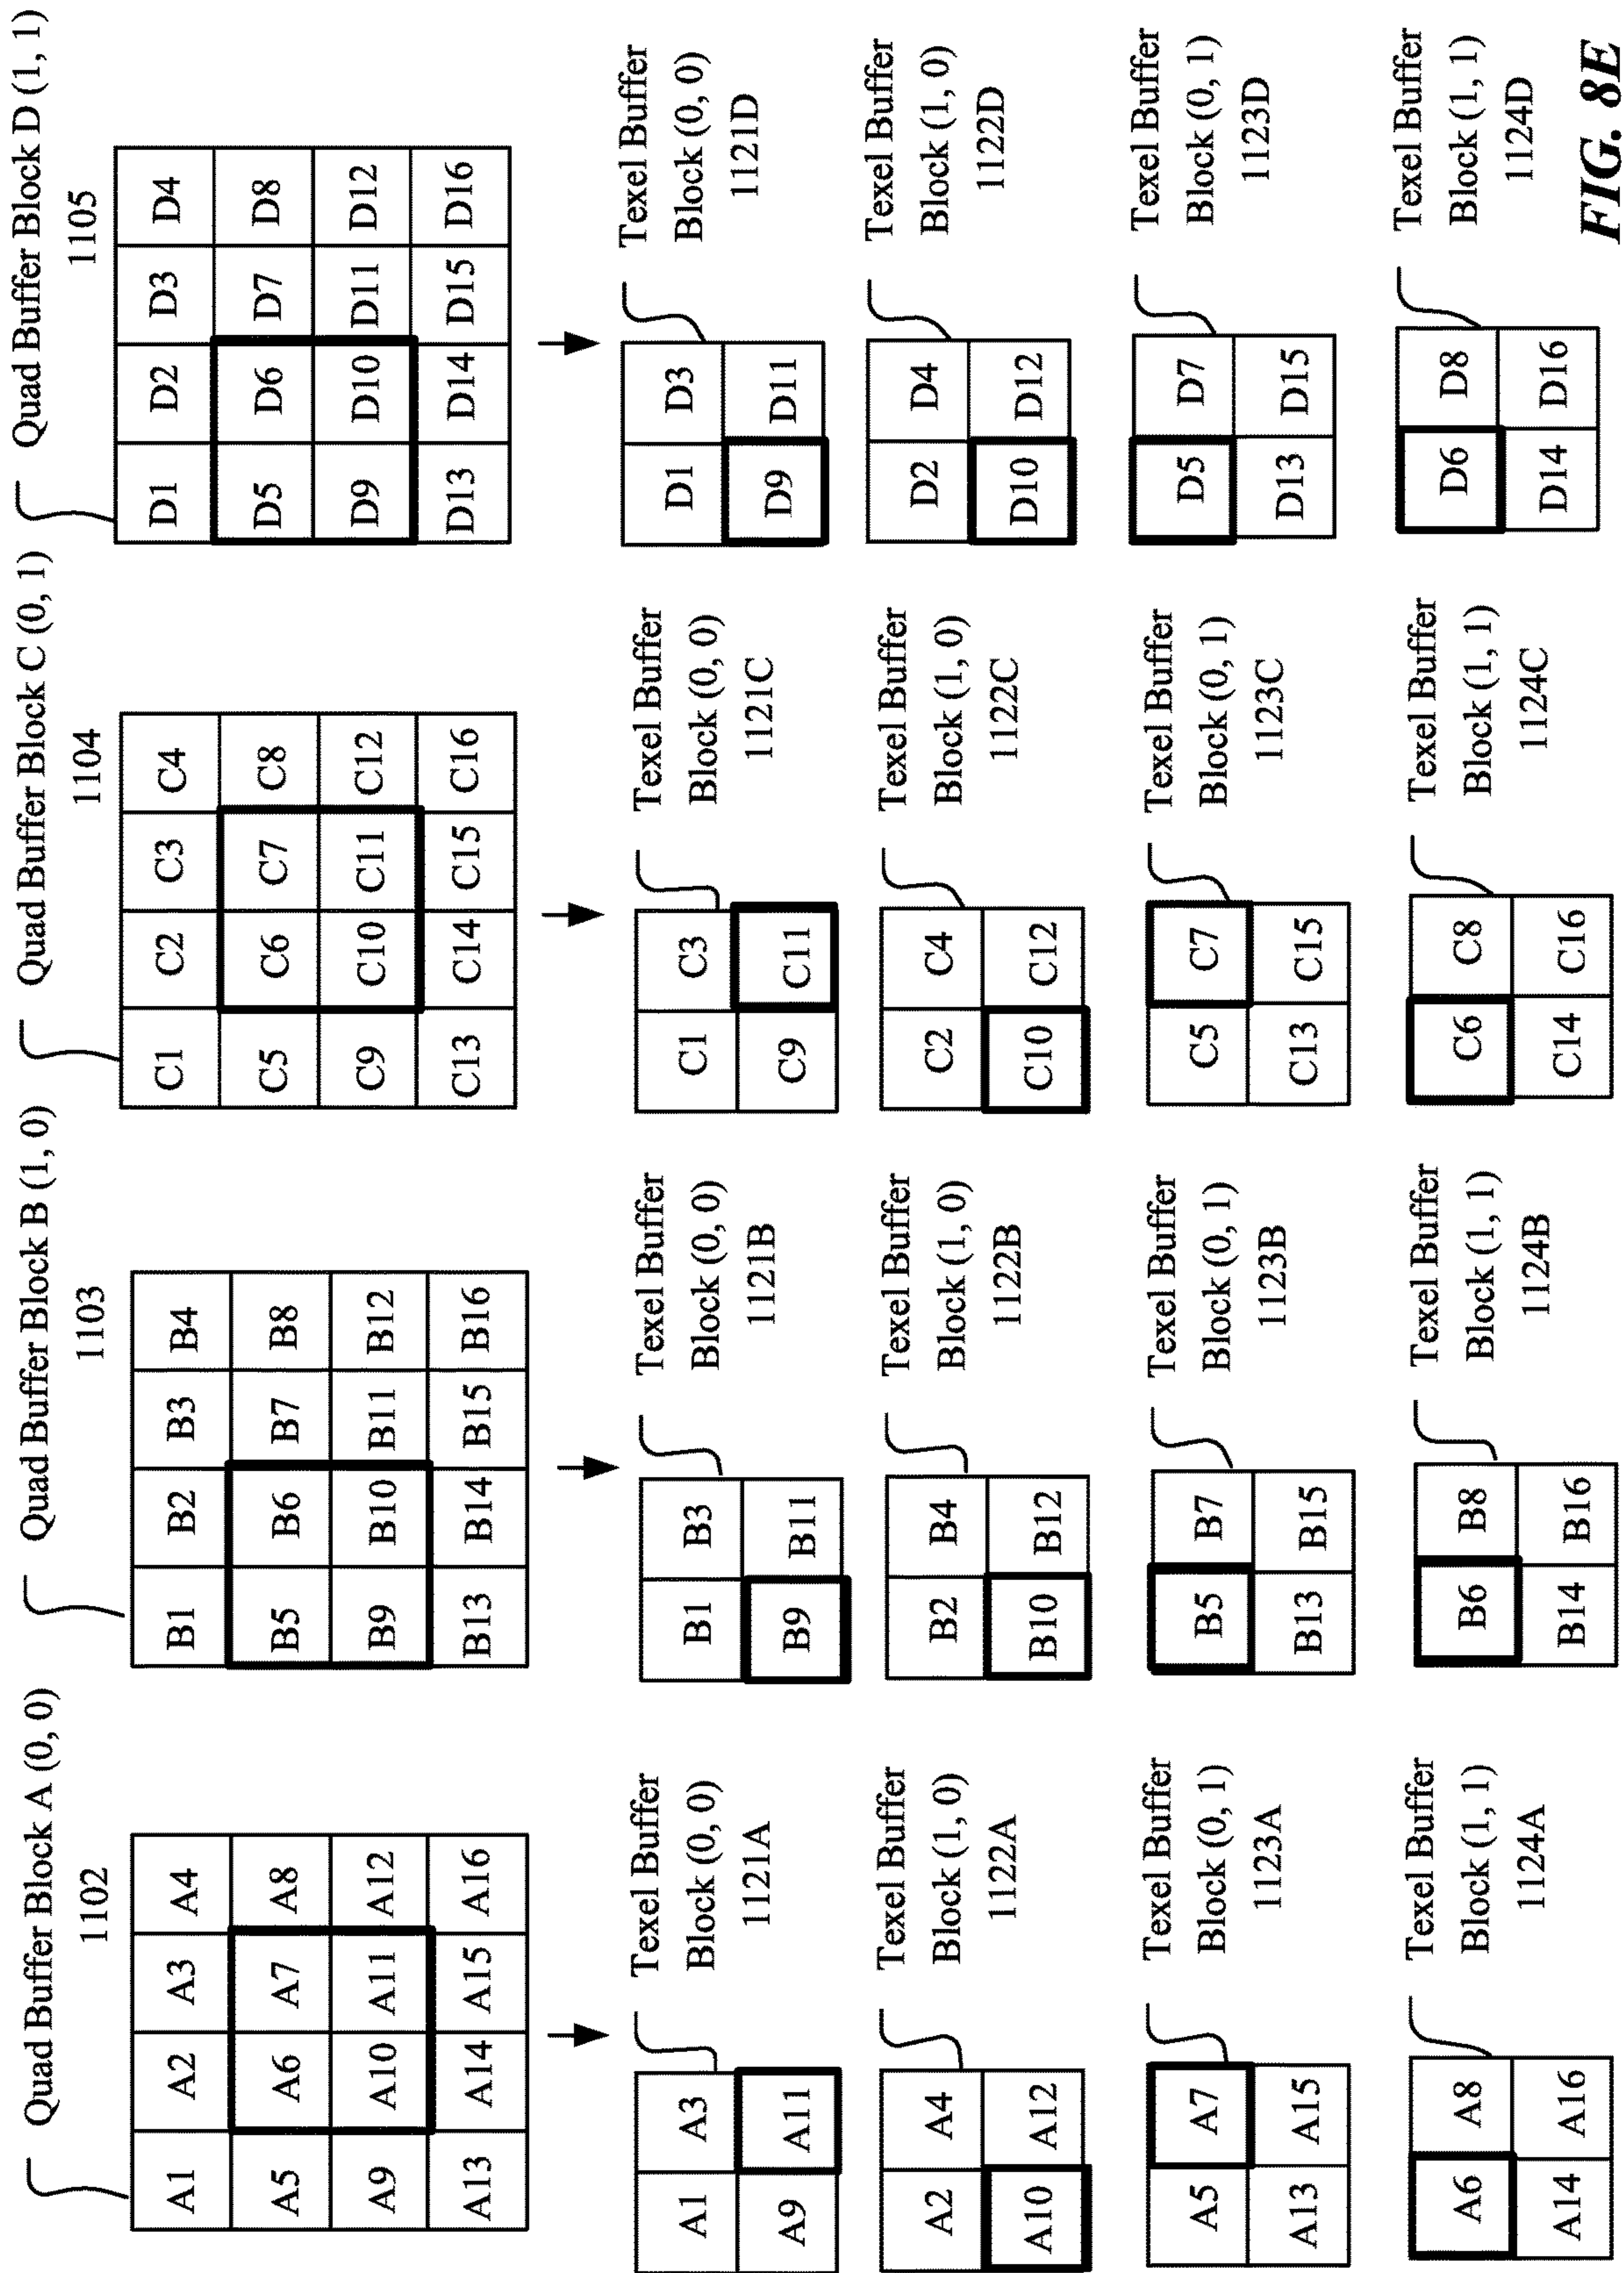 Quad Buffer Block A (0, 0)
1102
A1 A2 A3 A4
A5 A6 A7 A8
A9 A10 A11 A12
A13 A14 A15 A16
Texel Buffer
Block (0, 0)
1121A
A1 A3
A9 A11
Texel Buffer
Block (1, 0)
1122A
A2 A4
A10 A12
Texel Buffer
Block (0, 1)
1123A
A5 A7
A13 A15
Texel Buffer
Block (1, 1)
1124A
A6 A8
A14 A16
Quad Buffer Block B (1, 0)
1103
B1 B2 B3 B4
B5 B6 B7 B8
B9 B10 B11 B12
B13 B14 B15 B16
Texel Buffer
Block (0, 0)
1121B
B1 B3
B9 B11
Texel Buffer
Block (1, 0)
1122B
B2 B4
B10 B12
Texel Buffer
Block (0, 1)
1123B
B5 B7
B13 B15
Texel Buffer
Block (1, 1)
1124B
B6 B8
B14 B16
Quad Buffer Block C (0, 1)
1104
C1 C2 C3 C4
C5 C6 C7 C8
C9 C10 C11 C12
C13 C14 C15 C16
Texel Buffer
Block (0, 0)
1121C
C1 C3
C9 C11
Texel Buffer
Block (1, 0)
1122C
C2 C4
C10 C12
Texel Buffer
Block (0, 1)
1123C
C5 C7
C13 C15
Texel Buffer
Block (1, 1)
1124C
C6 C8
C14 C16
Quad Buffer Block D (1, 1)
1105
D1 D2 D3 D4
D5 D6 D7 D8
D9 D10 D11 D12
D13 D14 D15 D16
Texel Buffer
Block (0, 0)
1121D
D1 D3
D9 D11
Texel Buffer
Block (1, 0)
1122D
D2 D4
D10 D12
Texel Buffer
Block (0, 1)
1123D
D5 D7
D13 D15
Texel Buffer
Block (1, 1)
1124D
D6 D8
D14 D16
FIG. 8E